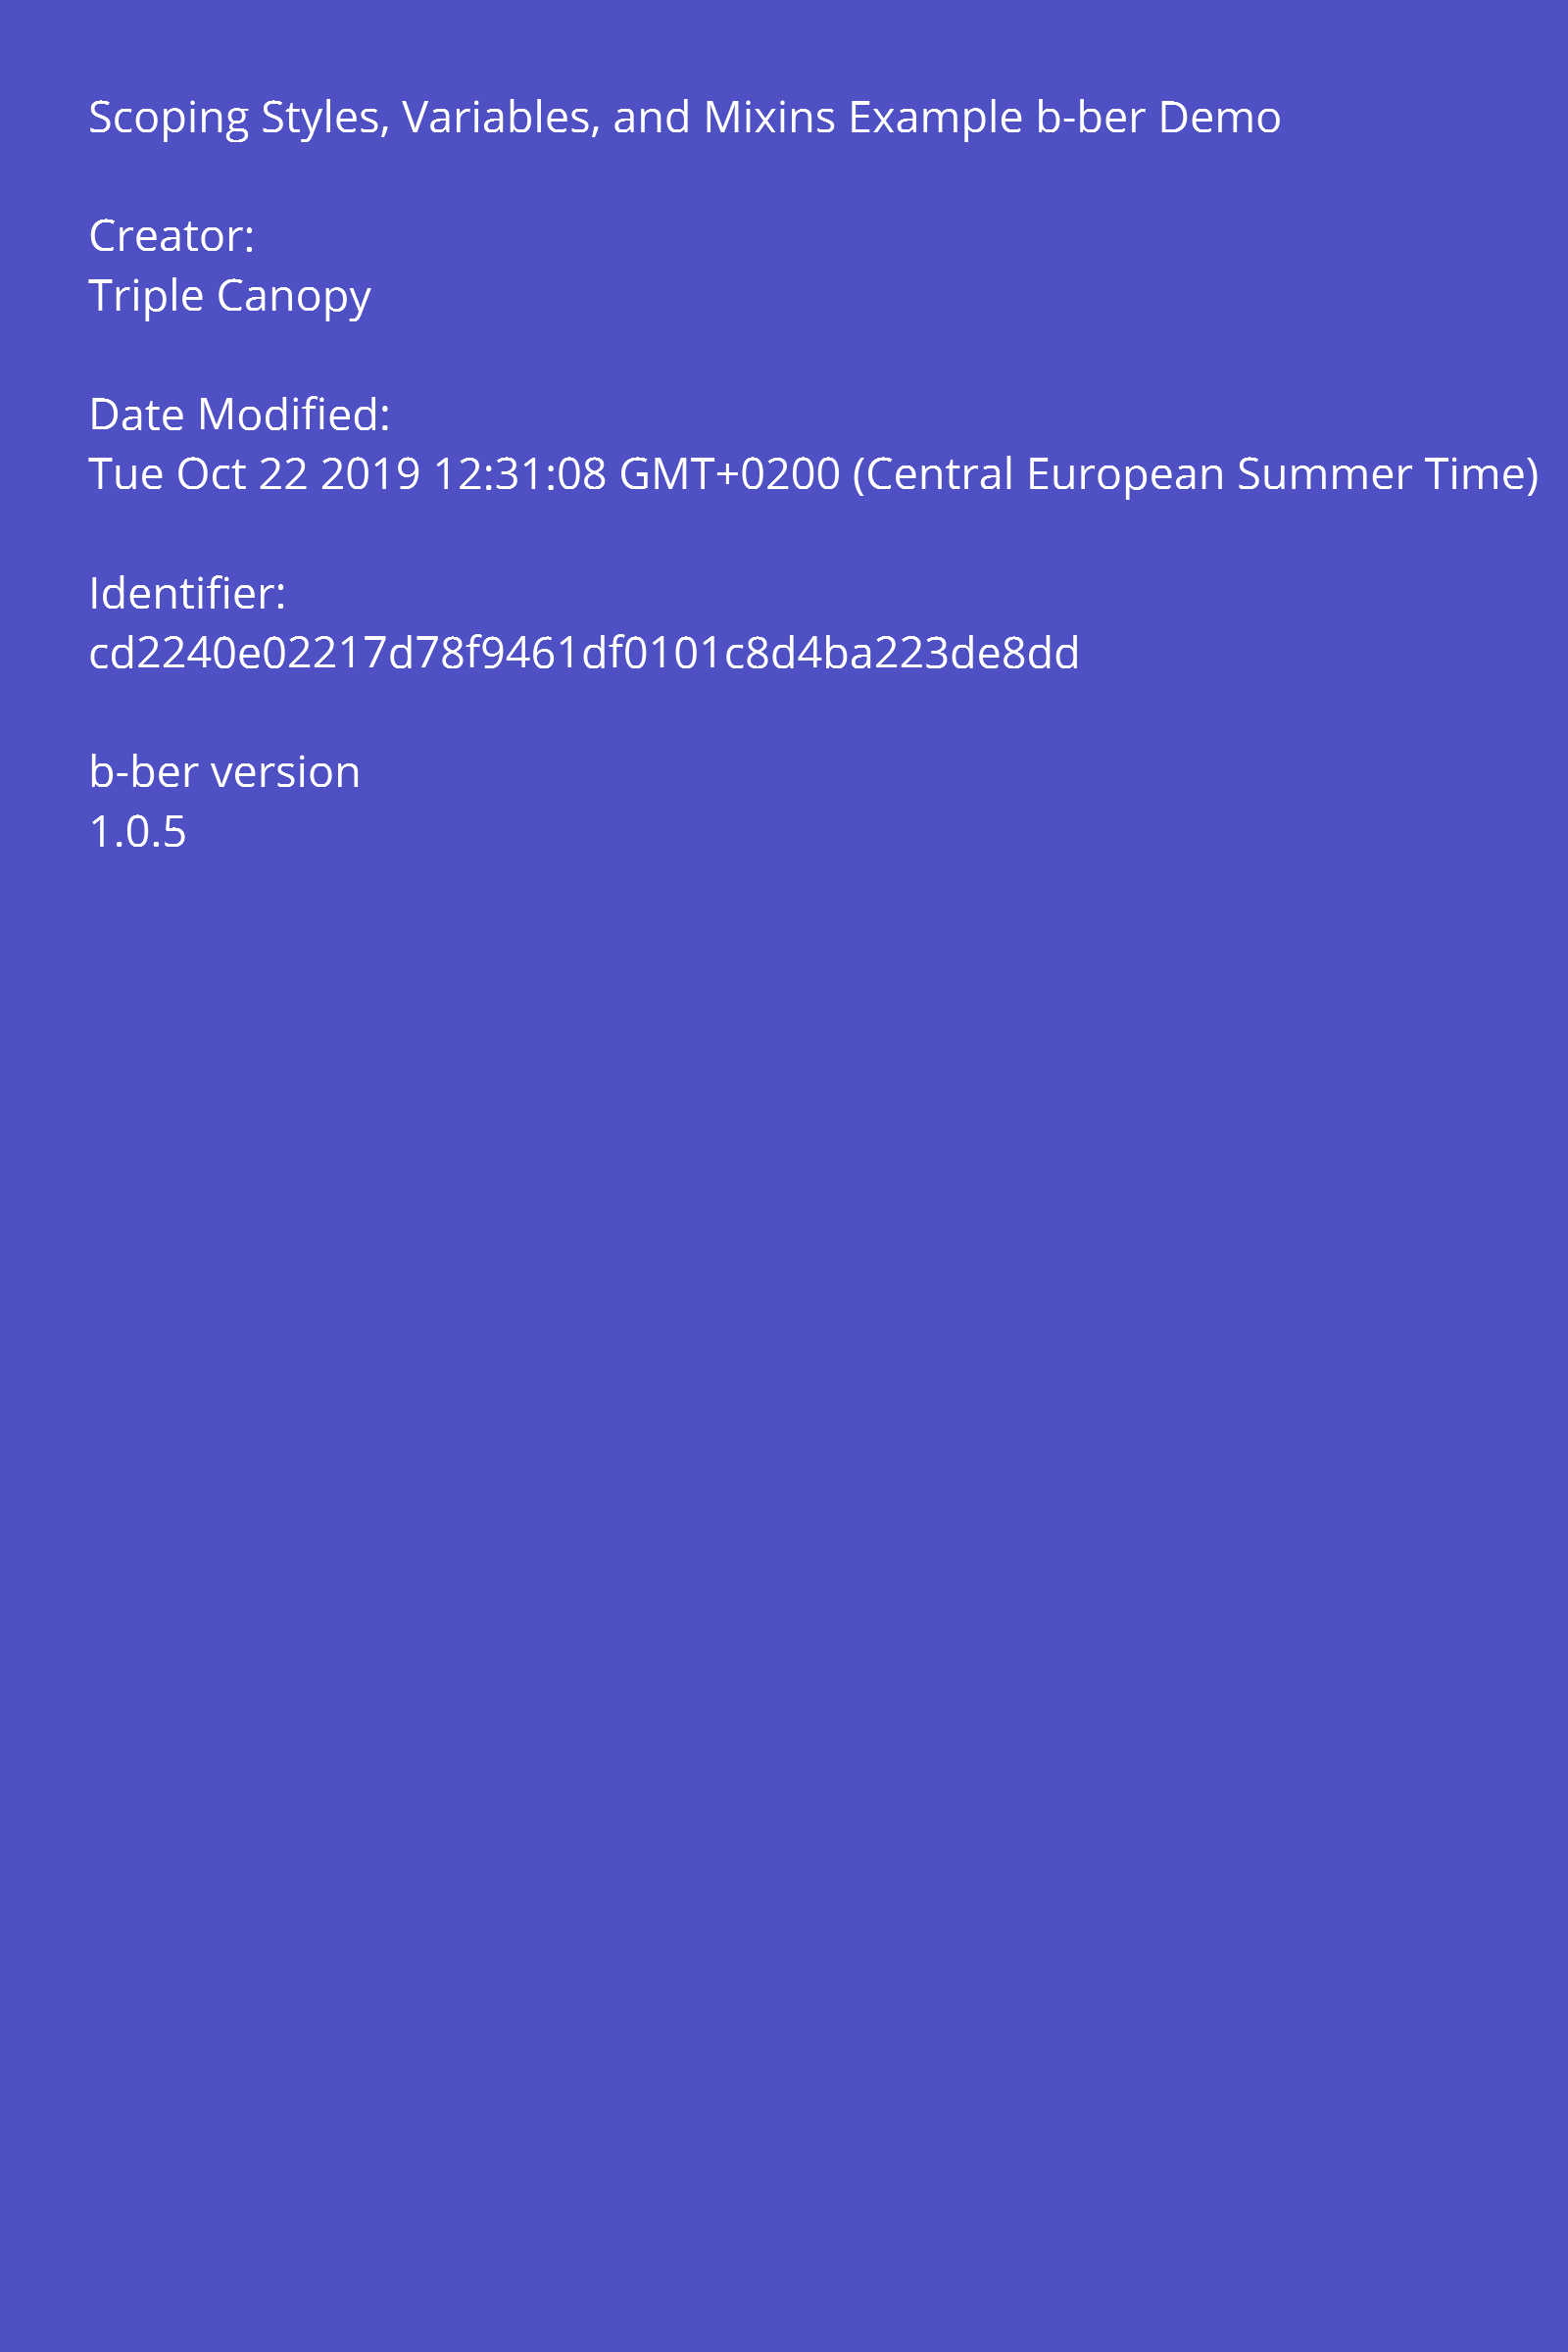 Scoping Styles, Variables, and Mixins Example b-ber Demo
Creator:
Triple Canopy
Date Modified:
Tue Oct 22 2019 12:31:08 GMT+0200 (Central European Summer Time)
Identifier:
cd2240e02217d78f9461df0101c8d4ba223de8dd
b-ber version
1.0.5